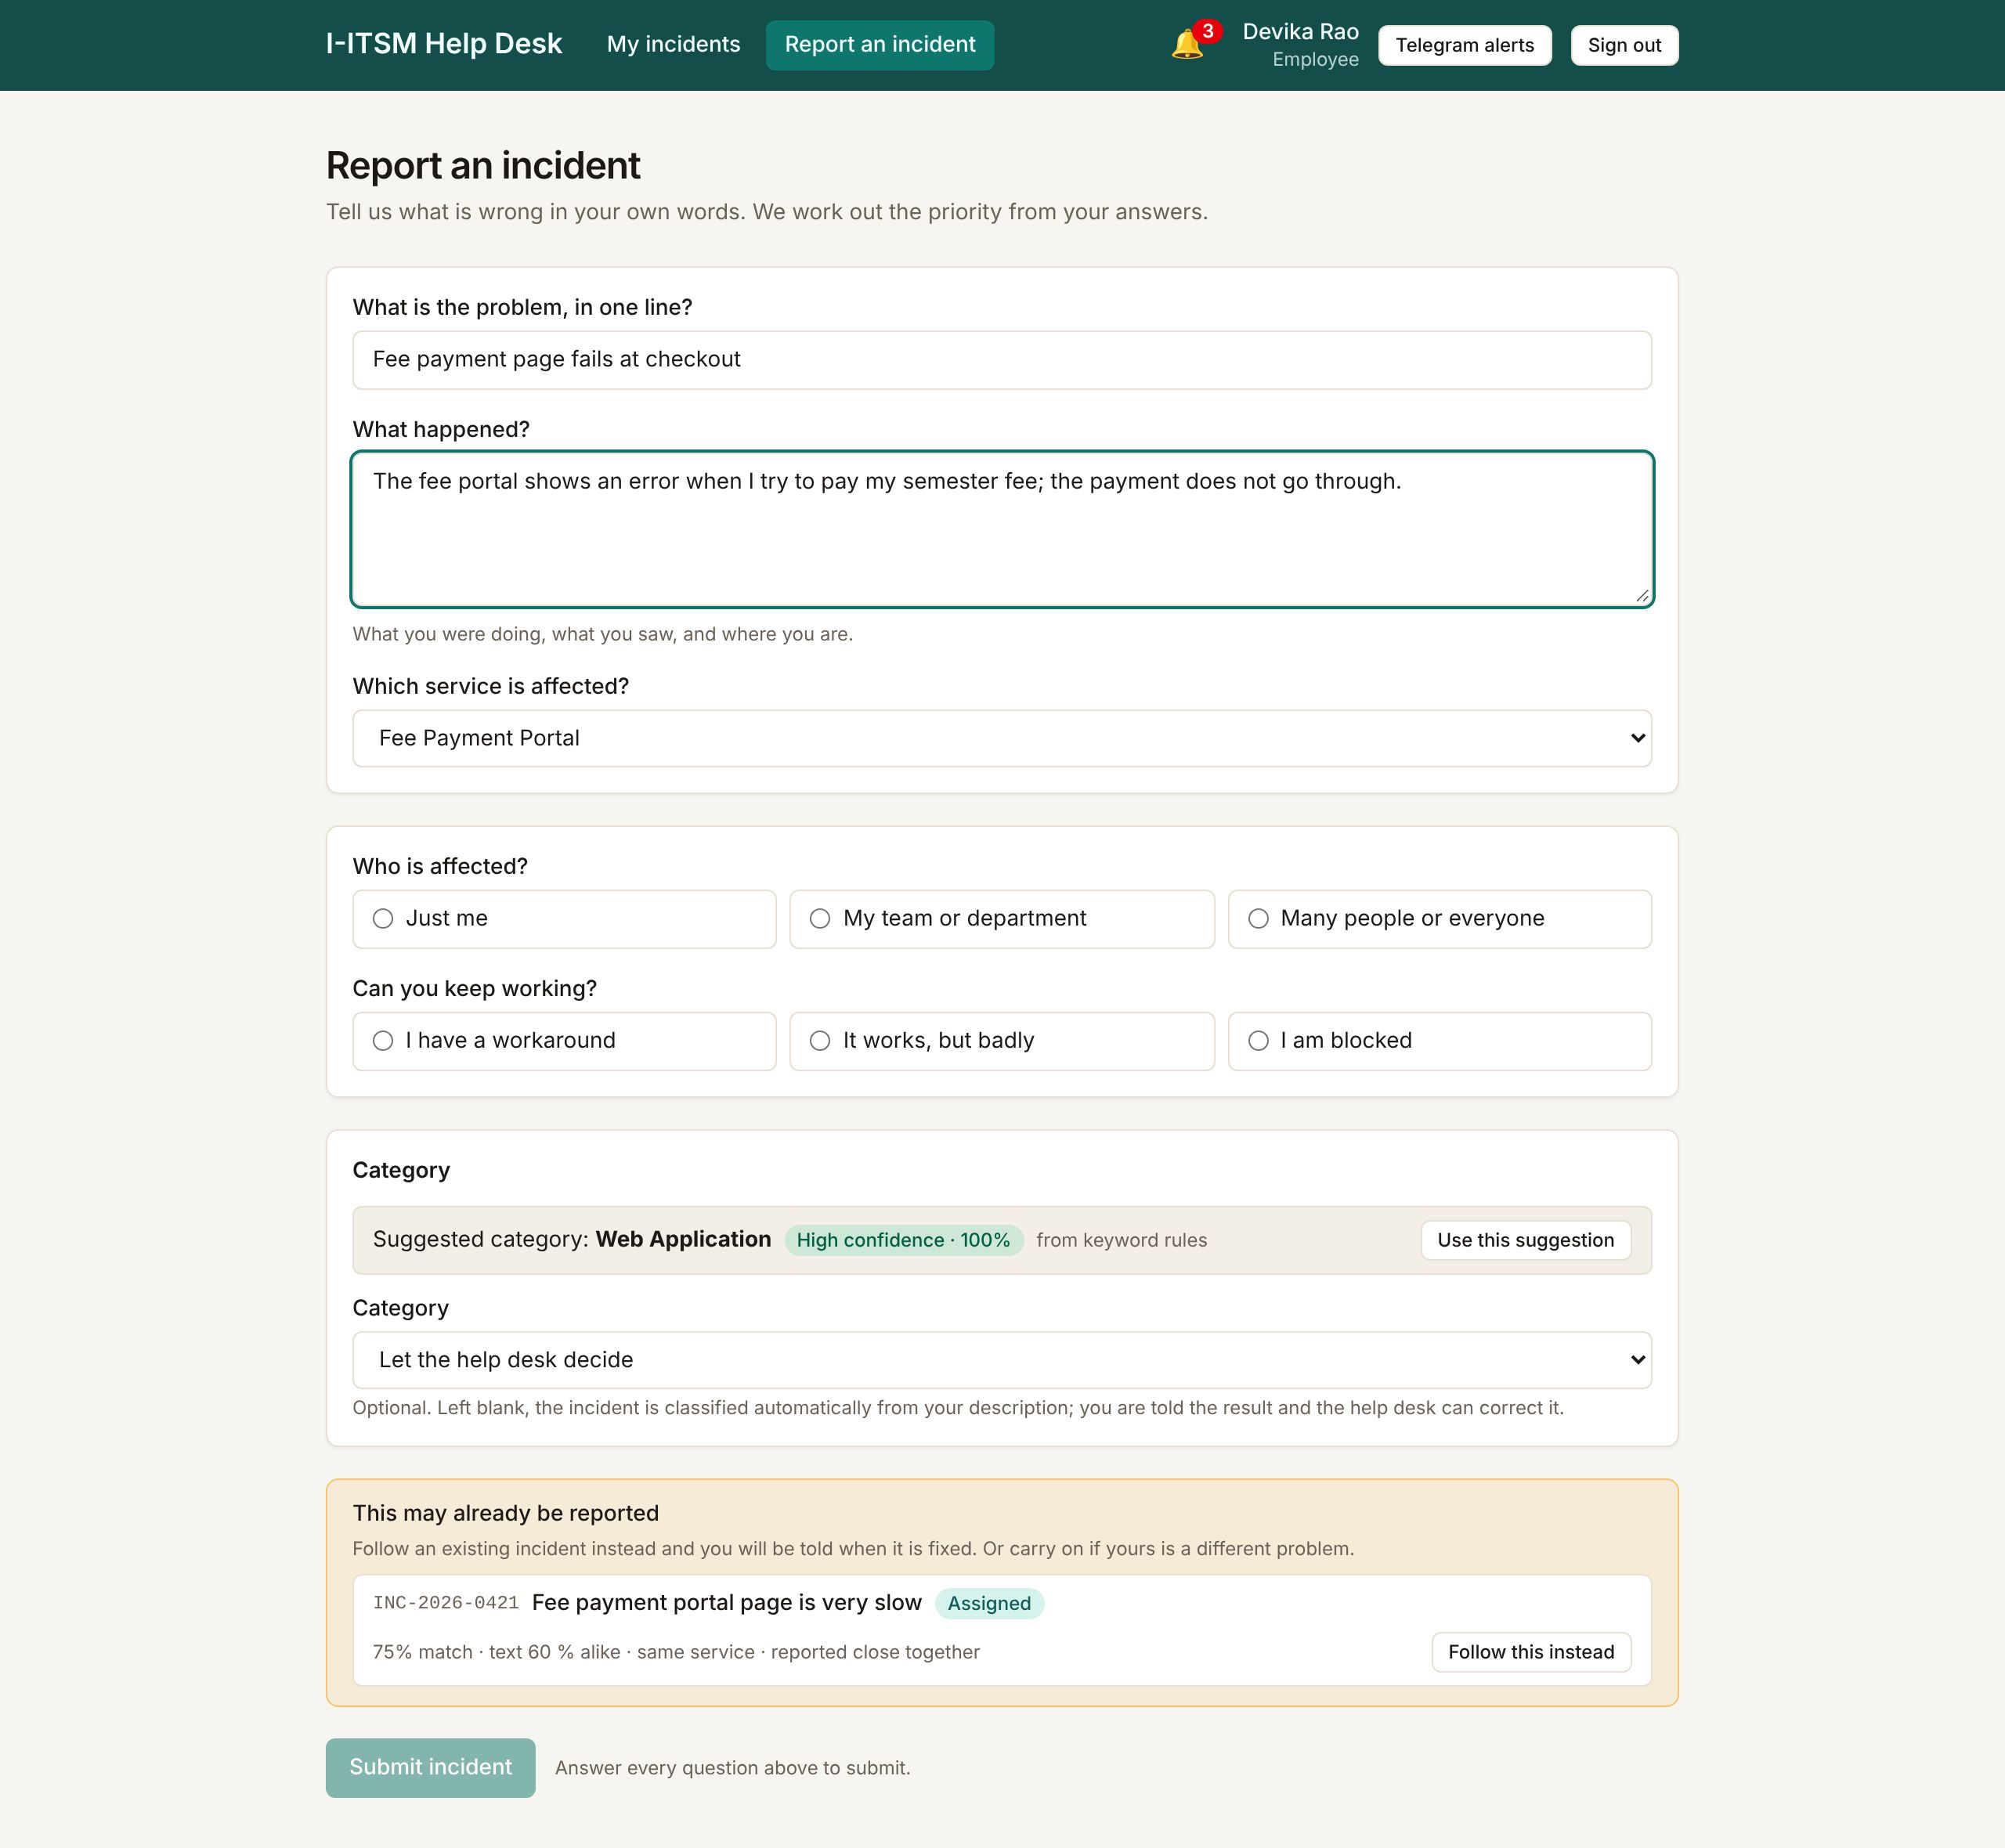 I-ITSM Help Desk
My incidents
Report an incident
3
Devika Rao
Employee
Telegram alerts
Sign out
Report an incident
Tell us what is wrong in your own words. We work out the priority from your answers.
What is the problem, in one line?
Fee payment page fails at checkout
What happened?
The fee portal shows an error when I try to pay my semester fee; the payment does not go through.
What you were doing, what you saw, and where you are.
Which service is affected?
Fee Payment Portal
Who is affected?
Just me
My team or department
Many people or everyone
Can you keep working?
I have a workaround
It works, but badly
I am blocked
Category
Suggested category: Web Application High confidence · 100% from keyword rules
Use this suggestion
Category
Let the help desk decide
Optional. Left blank, the incident is classified automatically from your description; you are told the result and the help desk can correct it.
This may already be reported
Follow an existing incident instead and you will be told when it is fixed. Or carry on if yours is a different problem.
INC-2026-0421 Fee payment portal page is very slow Assigned
75% match · text 60 % alike · same service · reported close together
Follow this instead
Submit incident
Answer every question above to submit.